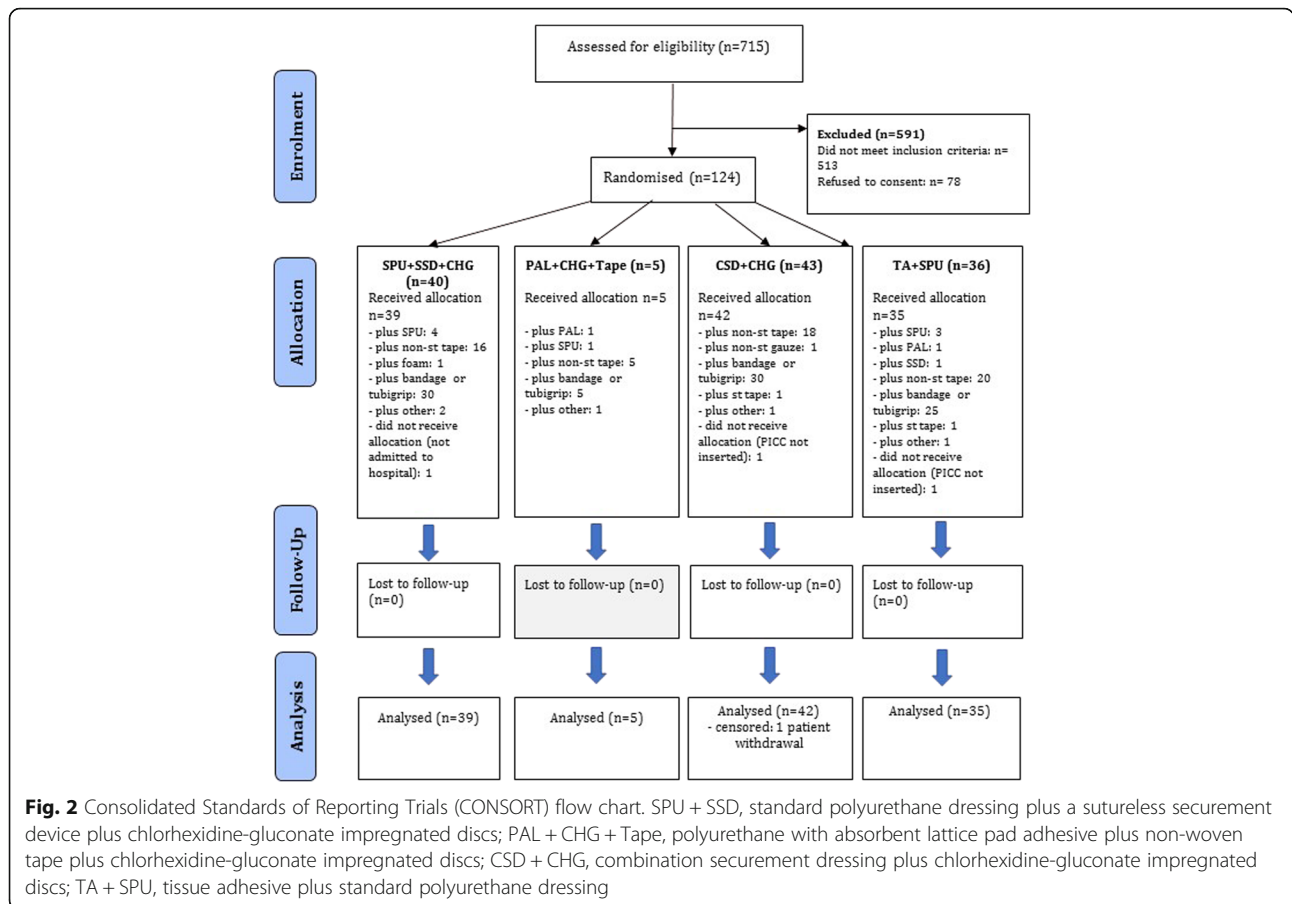 Assessed for eligibility (n=715)
Enrolment
Excluded (n=591)
Did not meet inclusion criteria: n=
513
Refused to consent: n= 78
Randomised (n=124)
Allocation
SPU+SSD+CHG
(n=40)
Received allocation
n=39
- plus SPU: 4
- plus non-st tape: 16
- plus foam: 1
- plus bandage or
tubigrip: 30
- plus other: 2
- did not receive
allocation (not
admitted to
hospital): 1
PAL+CHG+Tape (n=5)
Received allocation n=5
- plus PAL: 1
- plus SPU: 1
- plus non-st tape: 5
- plus bandage or
tubigrip: 5
- plus other: 1
CSD+CHG (n=43)
Received allocation
n=42
- plus non-st tape: 18
- plus non-st gauze: 1
- plus bandage or
tubigrip: 30
- plus st tape: 1
- plus other: 1
- did not receive
allocation (PICC not
inserted): 1
TA+SPU (n=36)
Received allocation
n=35
- plus SPU: 3
- plus PAL: 1
- plus SSD: 1
- plus non-st tape: 20
- plus bandage or
tubigrip: 25
- plus st tape: 1
- plus other: 1
- did not receive
allocation (PICC not
inserted): 1
Follow-Up
Lost to follow-up
(n=0)
Lost to follow-up (n=0)
Lost to follow-up (n=0)
Lost to follow-up
(n=0)
Analysis
Analysed (n=39)
Analysed (n=5)
Analysed (n=42)
- censored: 1 patient
withdrawal
Analysed (n=35)
Fig. 2 Consolidated Standards of Reporting Trials (CONSORT) flow chart. SPU + SSD, standard polyurethane dressing plus a sutureless securement
device plus chlorhexidine-gluconate impregnated discs; PAL + CHG + Tape, polyurethane with absorbent lattice pad adhesive plus non-woven
tape plus chlorhexidine-gluconate impregnated discs; CSD + CHG, combination securement dressing plus chlorhexidine-gluconate impregnated
discs; TA + SPU, tissue adhesive plus standard polyurethane dressing